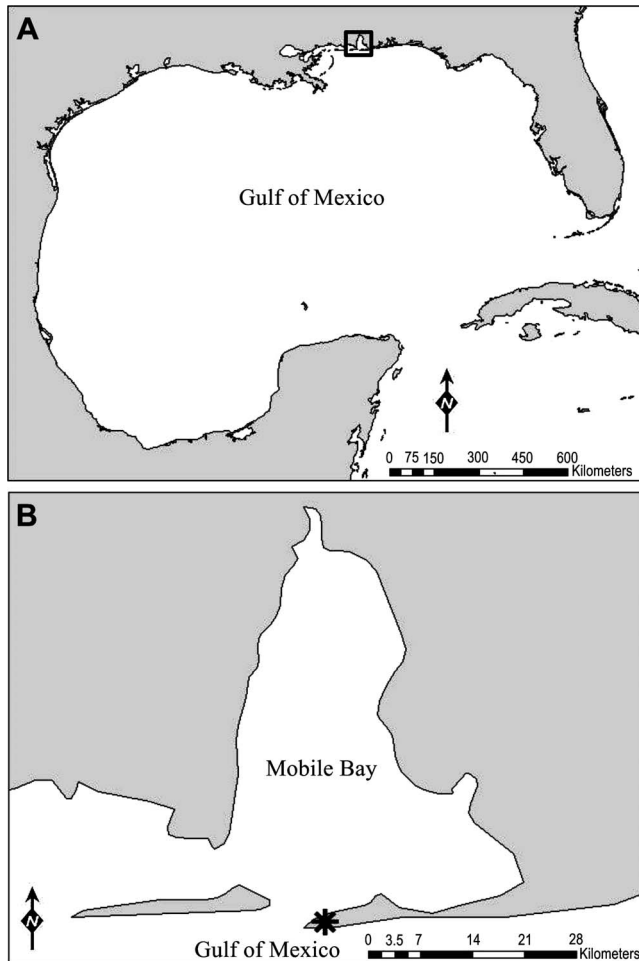 A
Gulf of Mexico
N
0 75 150 300 450 600
Kilometers
B
Mobile Bay
N
Gulf of Mexico
0 3.5 7 14 21 28
Kilometers